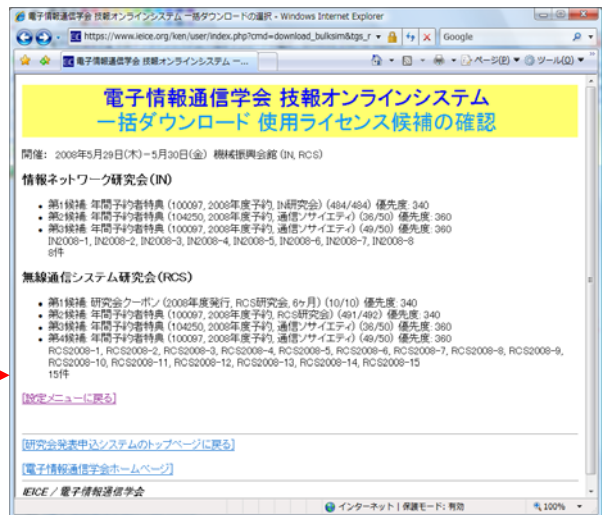 電子情報通信学会 技報オンラインシステム 一括ダウンロードの選択 - Windows Internet Explorer
https://www.ieice.org/ken/user/index.php?cmd=download_bulksim&tgs_r
Google
電子情報通信学会 技報オンラインシステム 一...
ページ(P) ツール(O)
電子情報通信学会 技報オンラインシステム
一括ダウンロード 使用ライセンス候補の確認
開催: 2008年5月29日(木)-5月30日(金) 機械振興会館 (IN, RCS)
情報ネットワーク研究会(IN)
• 第1候補: 年間予約者特典 (100097, 2008年度予約, IN研究会) (484/484) 優先度: 340
• 第2候補: 年間予約者特典 (104250, 2008年度予約, 通信ソサイエティ) (36/50) 優先度: 360
• 第3候補: 年間予約者特典 (100097, 2008年度予約, 通信ソサイエティ) (49/50) 優先度: 360
IN2008-1, IN2008-2, IN2008-3, IN2008-4, IN2008-5, IN2008-6, IN2008-7, IN2008-8
8件
無線通信システム研究会(RCS)
• 第1候補: 研究会クーポン (2008年度発行, RCS研究会, 6ヶ月) (10/10) 優先度: 340
• 第2候補: 年間予約者特典 (100097, 2008年度予約, RCS研究会) (491/492) 優先度: 340
• 第3候補: 年間予約者特典 (104250, 2008年度予約, 通信ソサイエティ) (36/50) 優先度: 360
• 第4候補: 年間予約者特典 (100097, 2008年度予約, 通信ソサイエティ) (49/50) 優先度: 360
RCS2008-1, RCS2008-2, RCS2008-3, RCS2008-4, RCS2008-5, RCS2008-6, RCS2008-7, RCS2008-8, RCS2008-9,
RCS2008-10, RCS2008-11, RCS2008-12, RCS2008-13, RCS2008-14, RCS2008-15
15件
[設定メニューに戻る]
[研究会発表申込システムのトップページに戻る]
[電子情報通信学会ホームページ]
IEICE / 電子情報通信学会
インターネット | 保護モード: 有効
100%